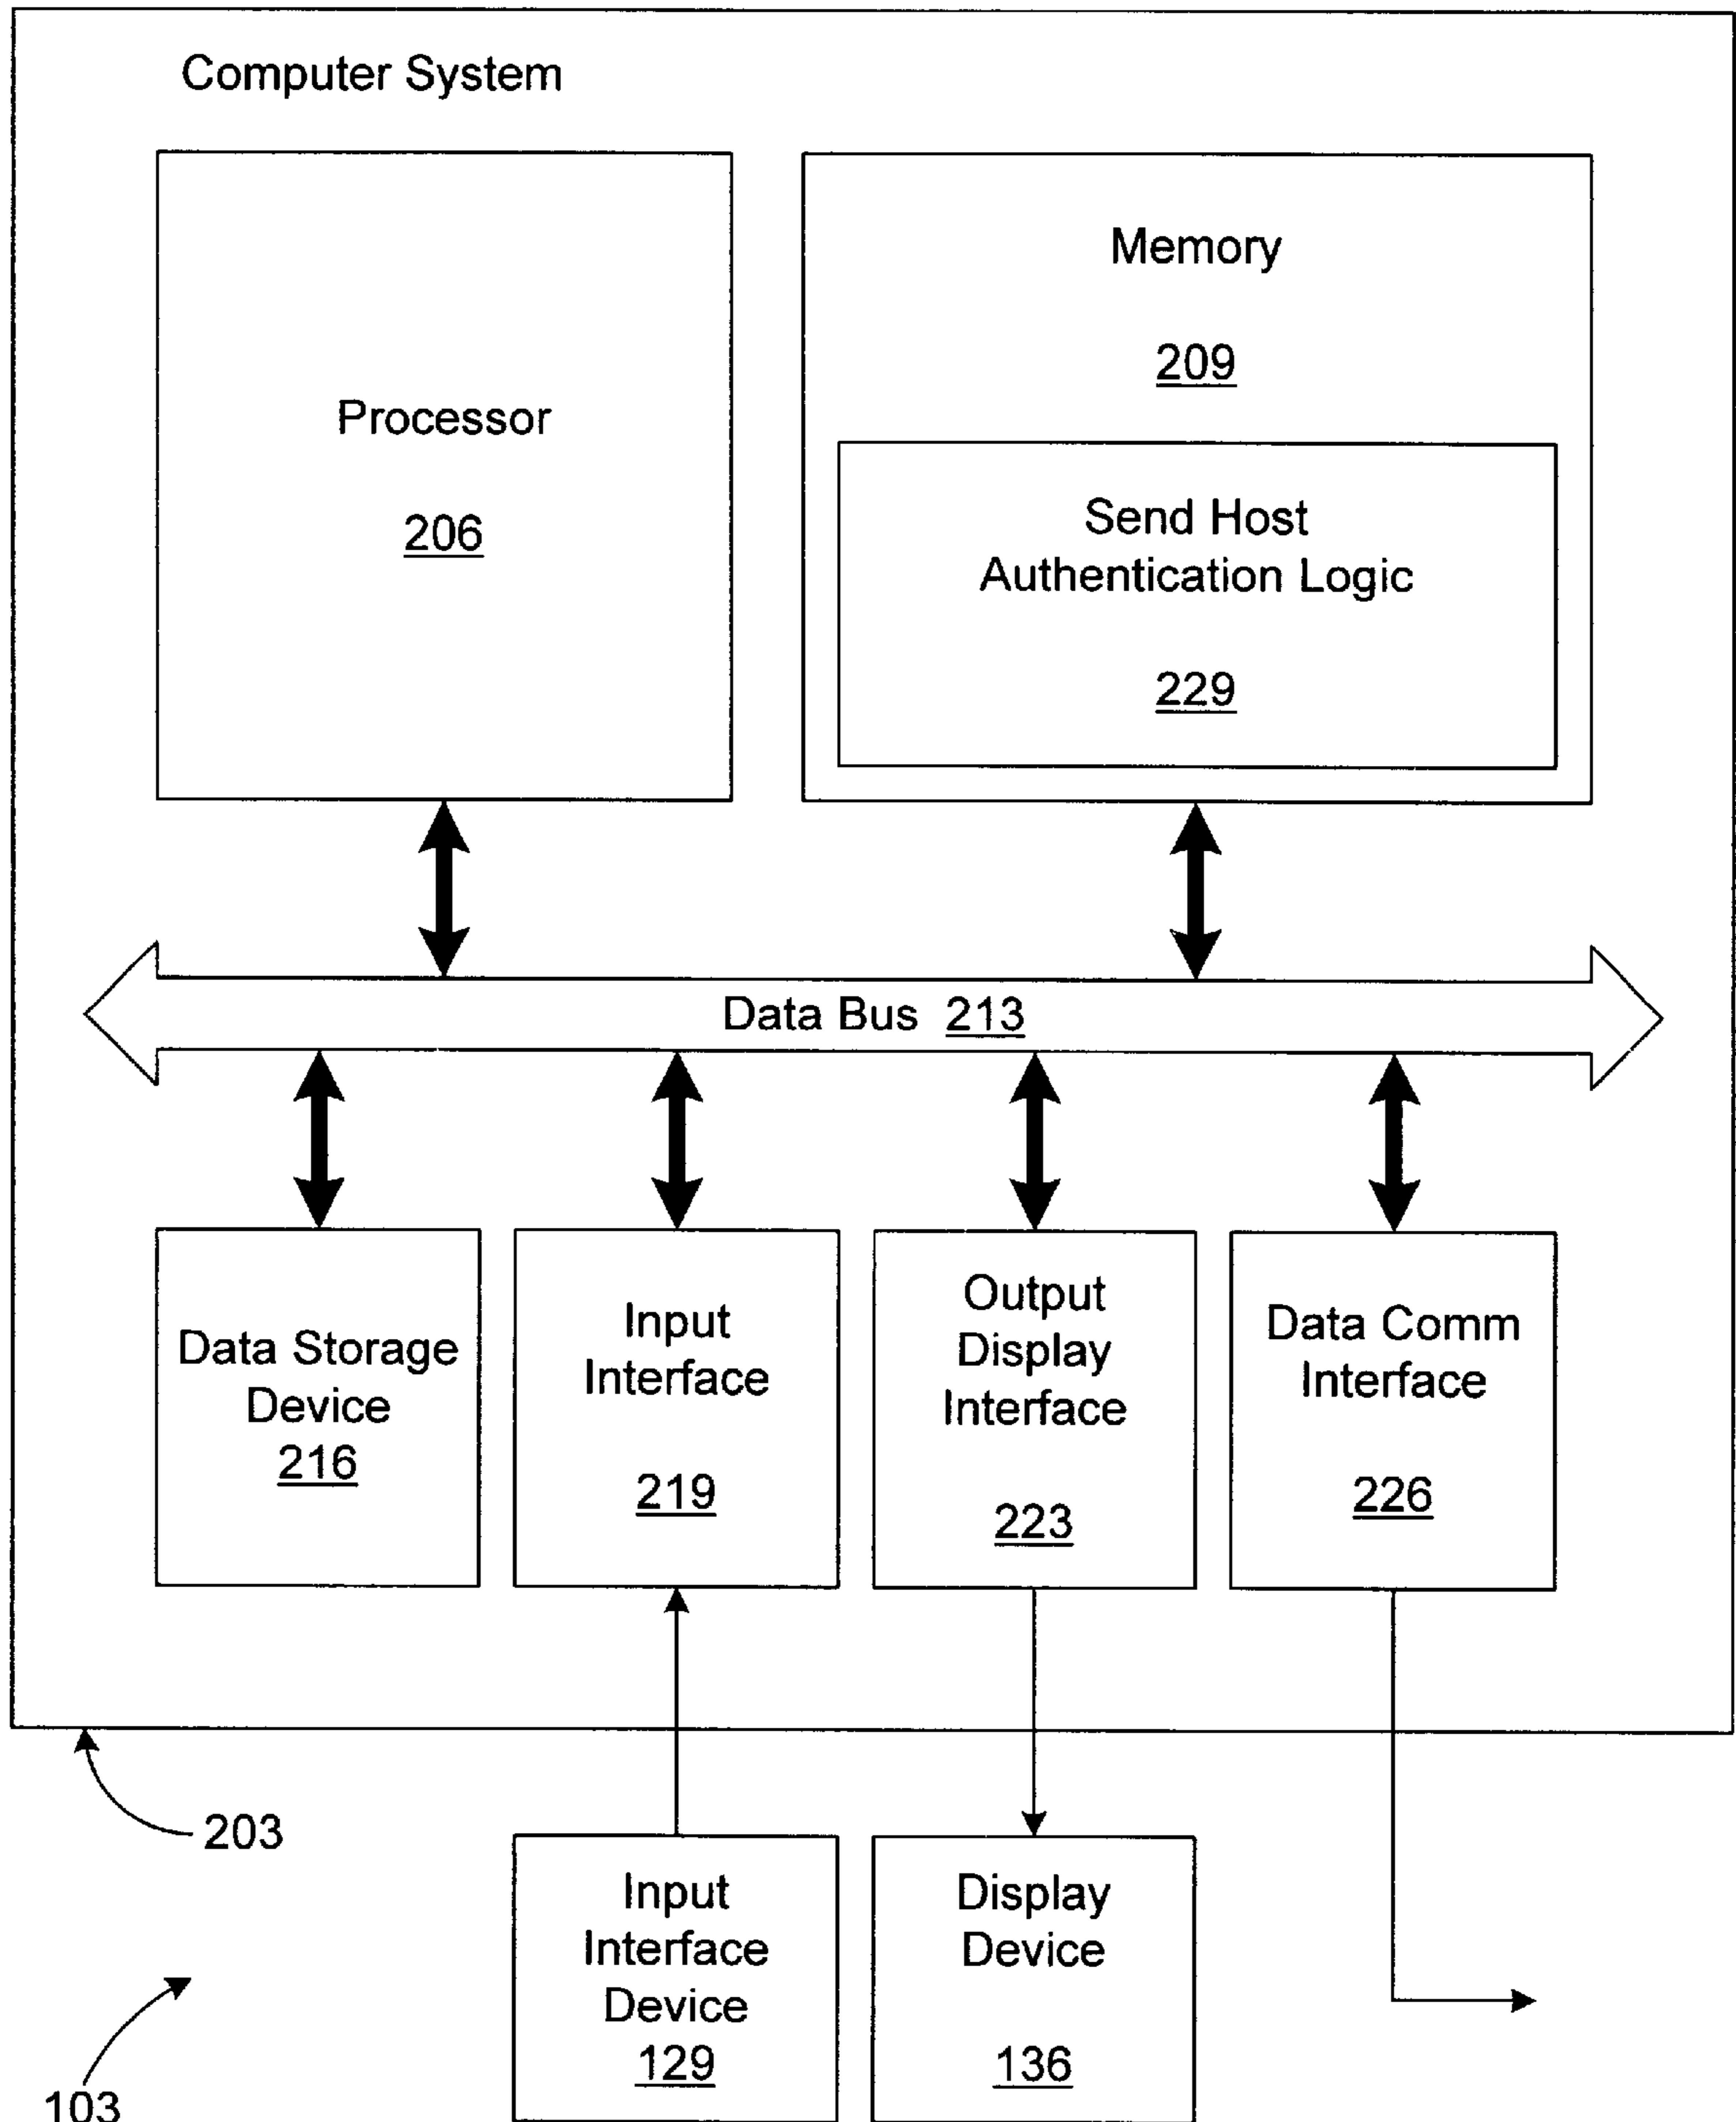 Computer System
Processor
206
Memory
209
Send Host
Authentication Logic
229
Data Bus 213
Data Storage
Device
216
Input
Interface
219
Output
Display
Interface
223
Data Comm
Interface
226
203
Input
Interface
Device
129
Display
Device
136
103